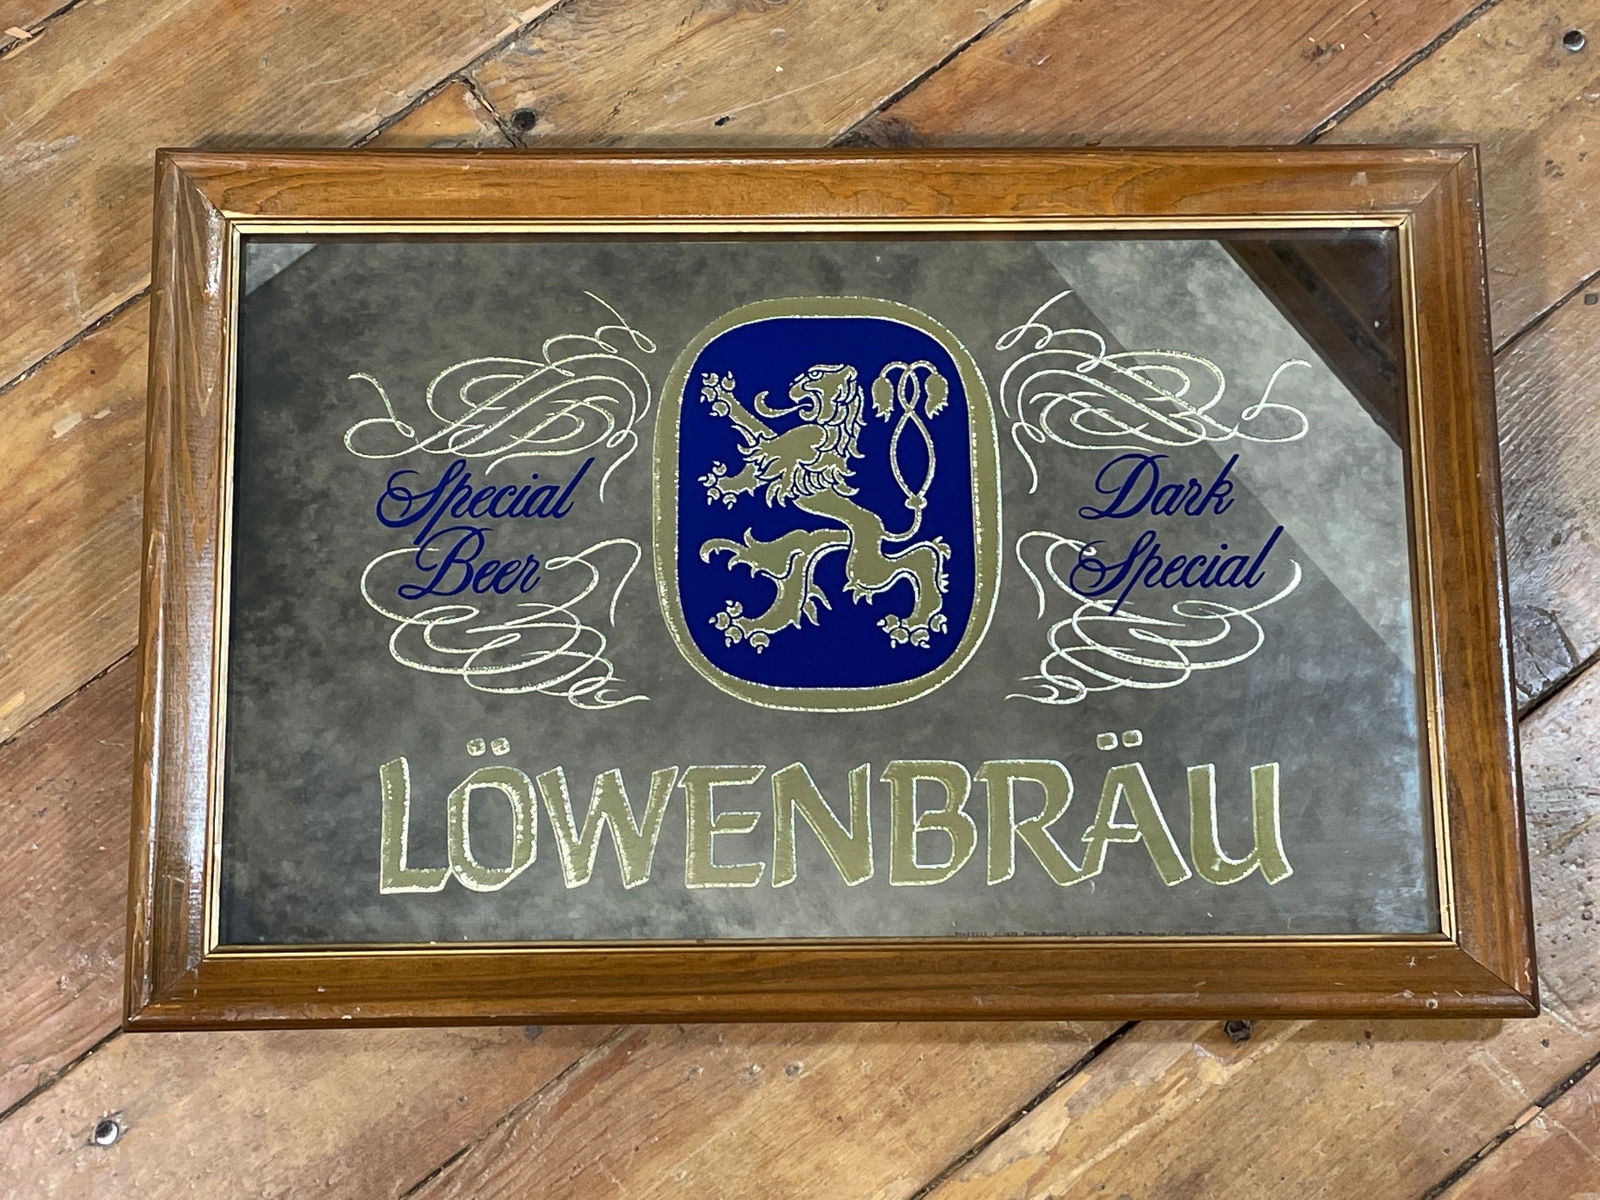 Special
Beer
Dark
Special
LÖWENBRÄU